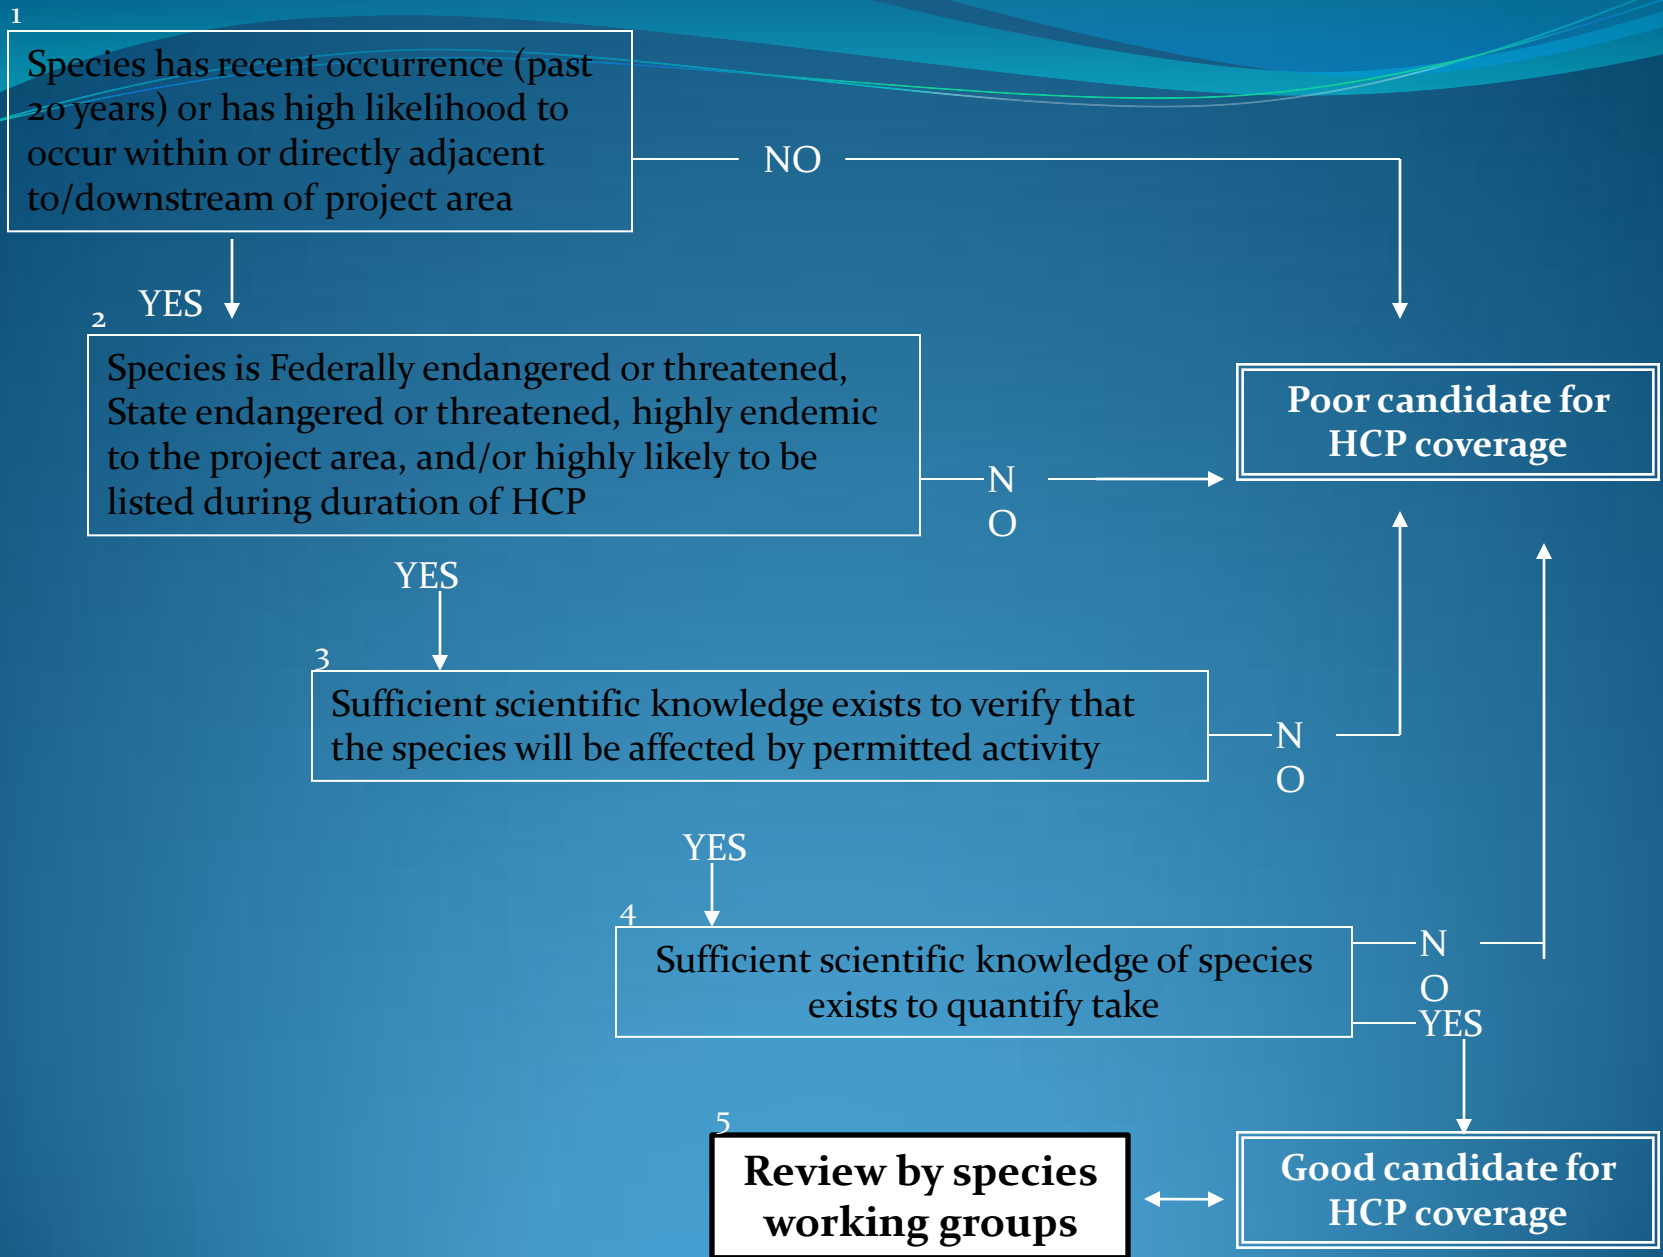 1
Species has recent occurrence (past
20 years) or has high likelihood to
occur within or directly adjacent
to/downstream of project area
NO
YES
2
Species is Federally endangered or threatened,
State endangered or threatened, highly endemic
to the project area, and/or highly likely to be
listed during duration of HCP
N
O
Poor candidate for
HCP coverage
YES
3
Sufficient scientific knowledge exists to verify that
the species will be affected by permitted activity
N
O
YES
4
Sufficient scientific knowledge of species
exists to quantify take
N
O
YES
5
Review by species
working groups
Good candidate for
HCP coverage